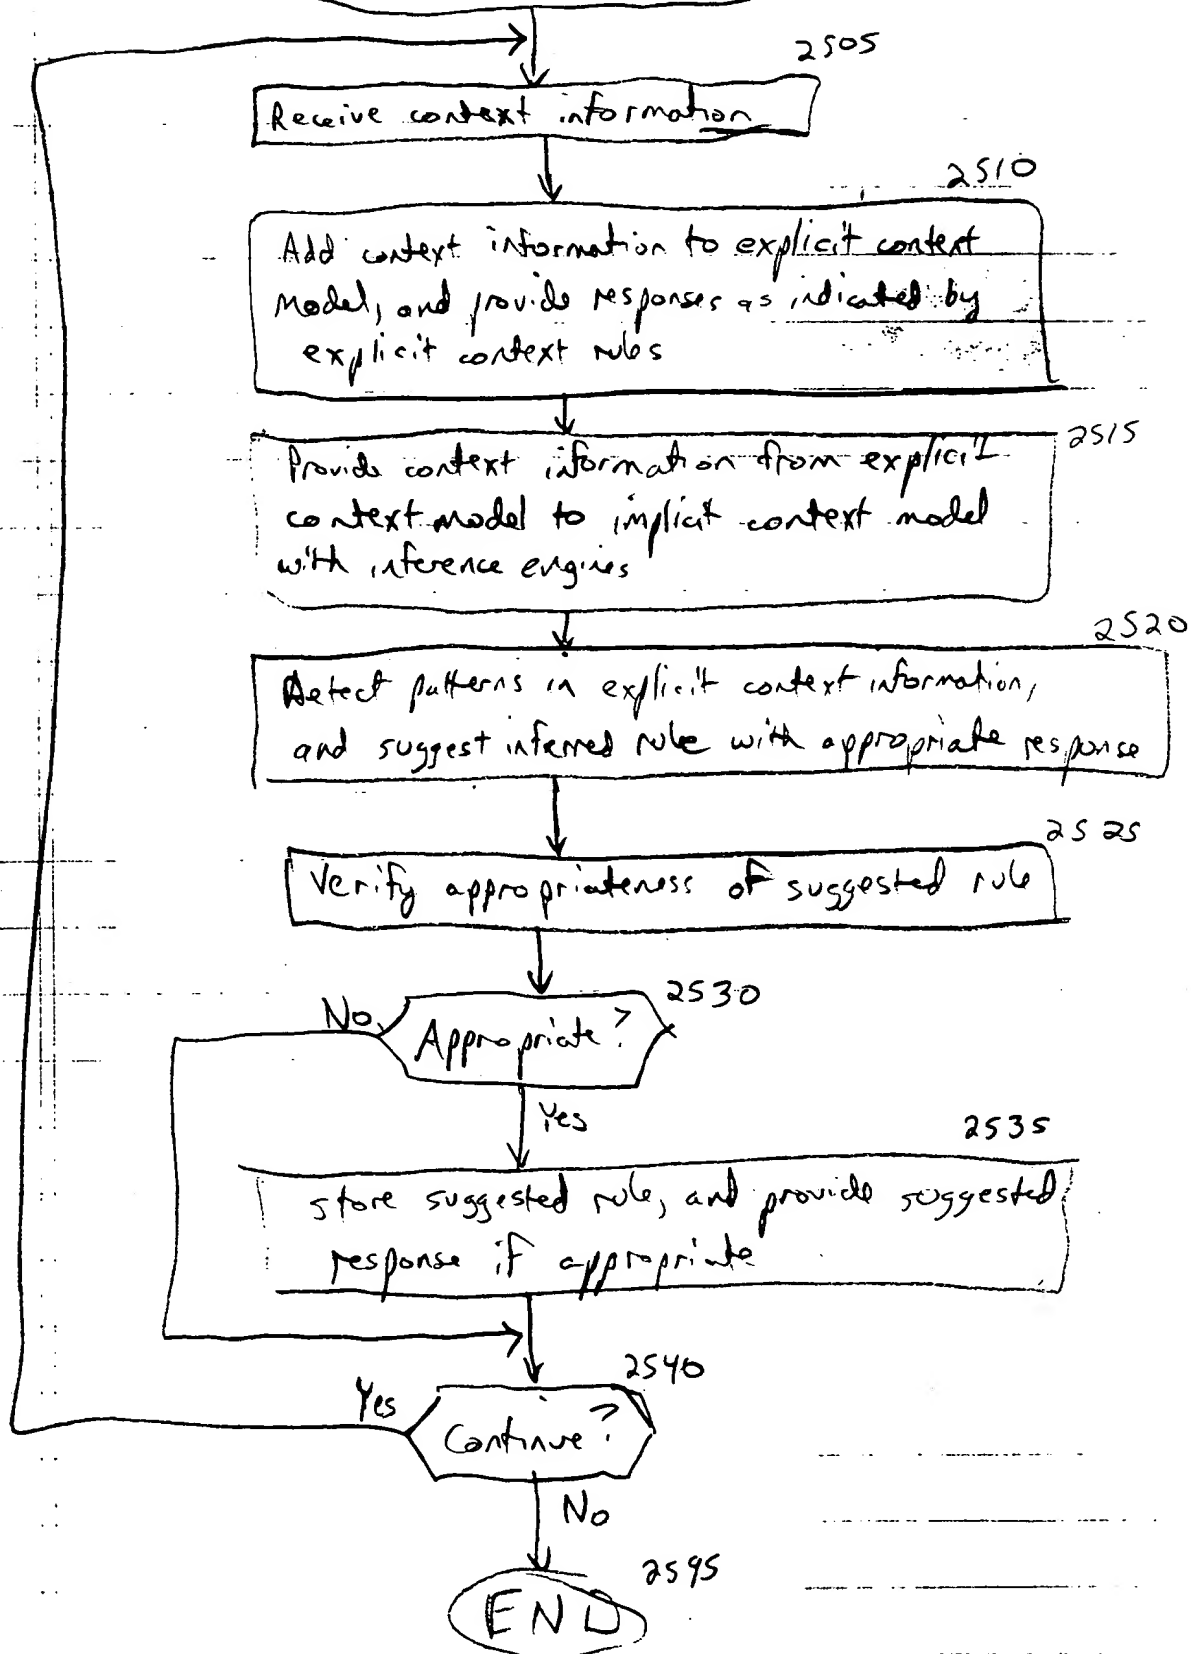 2505
Receive context information
2510
Add context information to explicit context
model, and provide responses as indicated by
explicit context rules
2515
Provide context information from explicit
context model to implicit context model
with inference engines
2520
Detect patterns in explicit context information,
and suggest inferred rule with appropriate response
2525
Verify appropriateness of suggested rule
2530
No
Appropriate?
Yes
2535
store suggested rule, and provide suggested
response if appropriate
2540
Yes
Continue?
No
2595
END